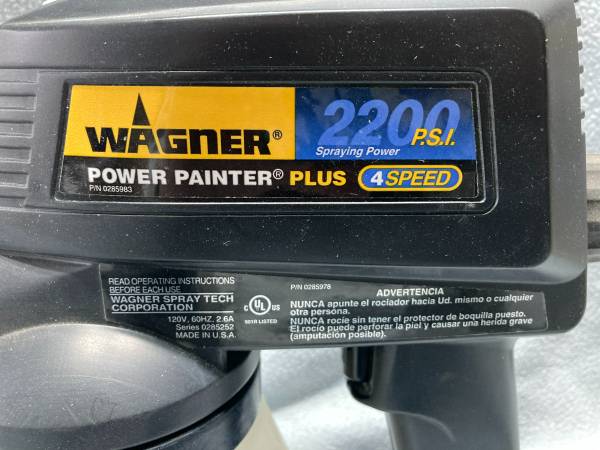 WAGNER®
2200 P.S.I.
Spraying Power
POWER PAINTER® PLUS 4 SPEED
P/N 0285983
READ OPERATING INSTRUCTIONS
BEFORE EACH USE
WAGNER SPRAY TECH
CORPORATION
120V, 60HZ, 2.6A
Series 0285252
MADE IN U.S.A.
C UL US
LISTED
P/N 0285978
ADVERTENCIA
NUNCA apunte el rociador hacia Ud. mismo o cualquier
otra persona.
NUNCA rocíe sin tener el protector de boquilla puesto.
El rocío puede perforar la piel y causar una herida grave
(amputación posible).